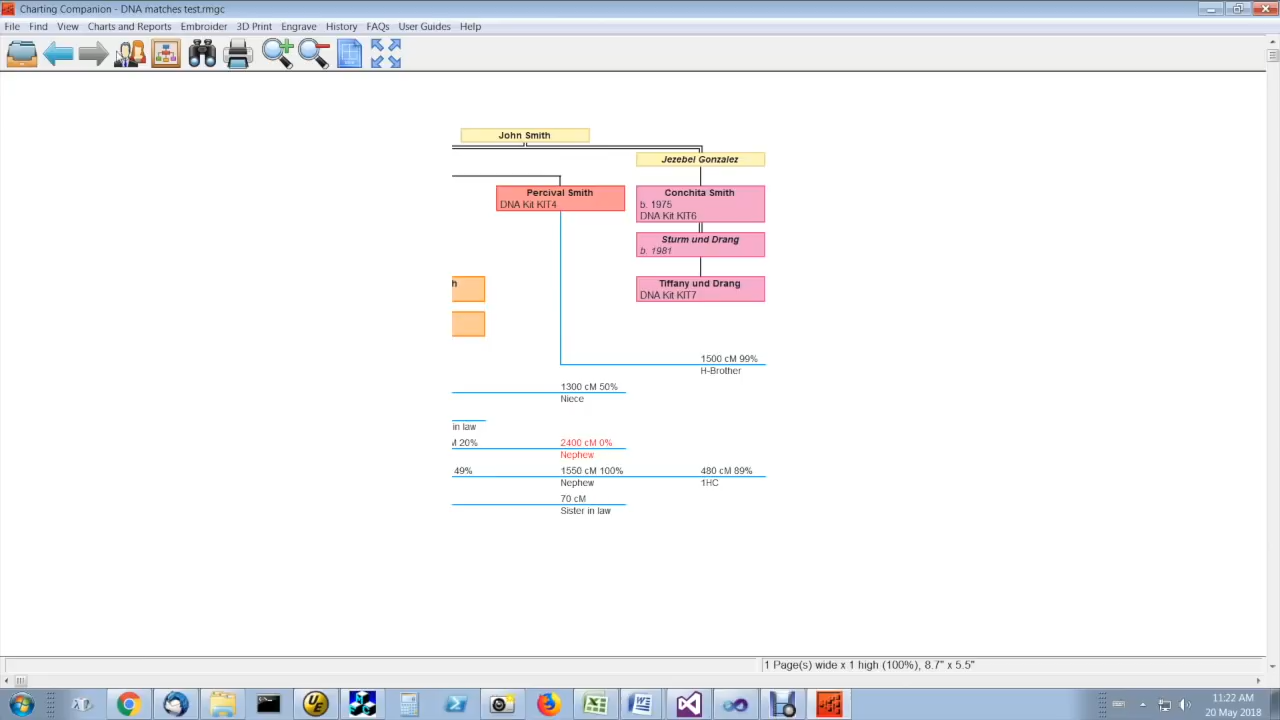 Charting Companion - DNA matches test.rmgc
File Find View Charts and Reports Embroider 3D Print Engrave History FAQs User Guides Help
John Smith
Jezebel Gonzalez
Percival Smith
DNA Kit KIT4
Conchita Smith
b. 1975
DNA Kit KIT6
Sturm und Drang
b. 1981
h
Tiffany und Drang
DNA Kit KIT7
1500 cM 99%
H-Brother
1300 cM 50%
Niece
in law
M 20%
2400 cM 0%
Nephew
49%
1550 cM 100%
480 cM 89%
Nephew
1HC
70 cM
Sister in law
1 Page(s) wide x 1 high (100%), 8.7" x 5.5"
UE
11:22 AM
20 May 2018